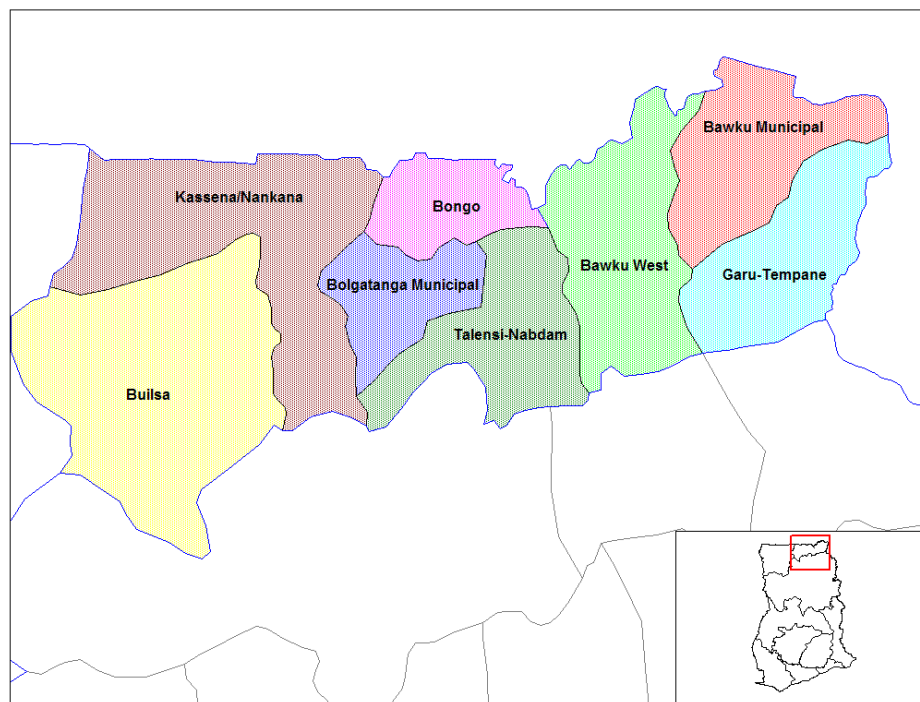 Bawku Municipal
Kassena/Nankana
Bongo
Bawku West
Garu-Tempane
Bolgatanga Municipal
Talensi-Nabdam
Builsa